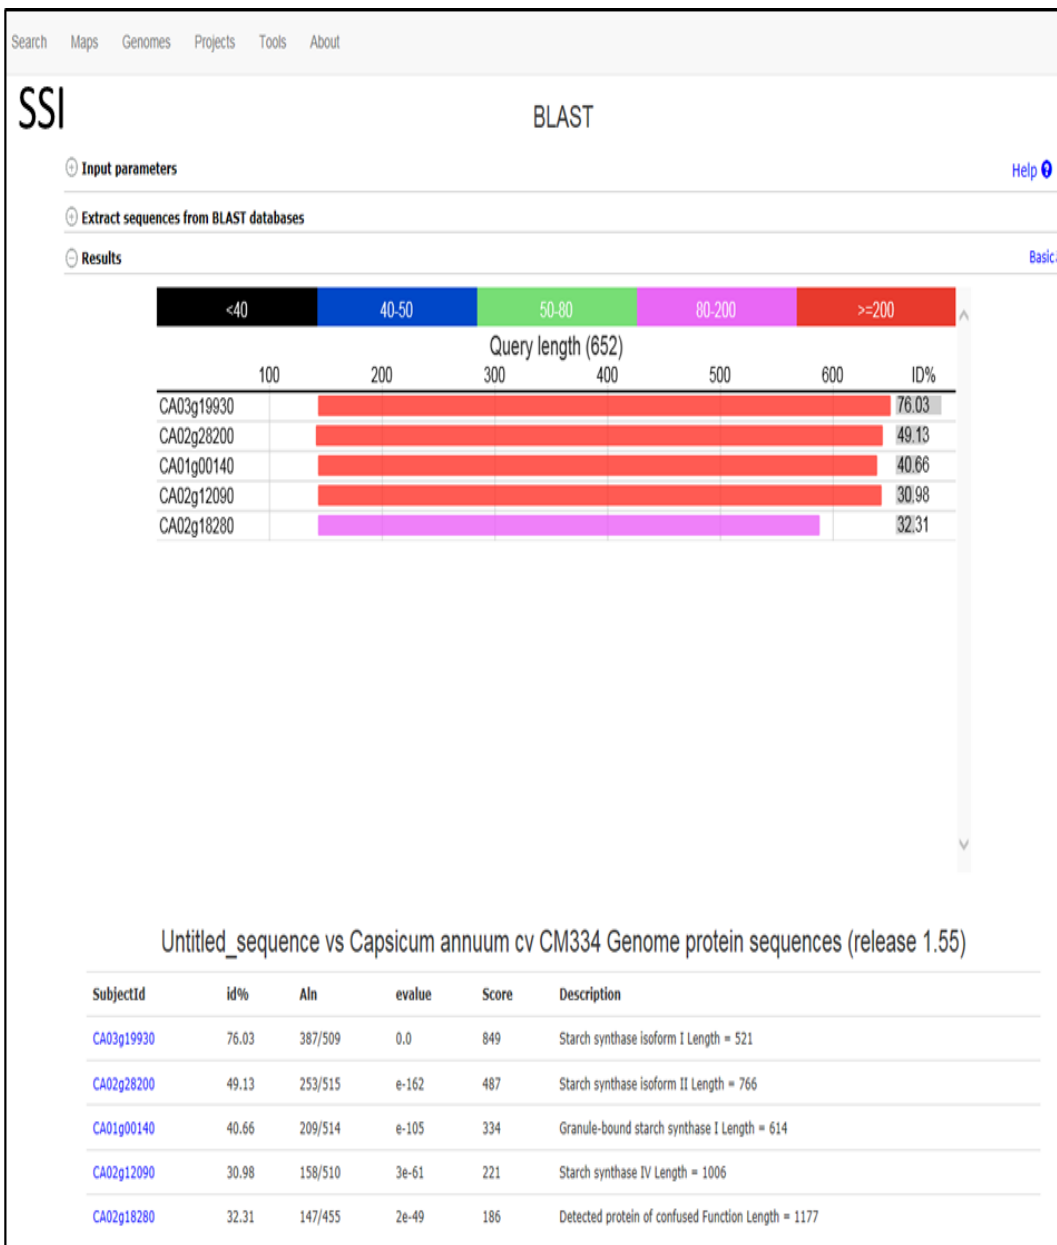 Search Maps Genomes Projects Tools About
SSI
BLAST
Input parameters
Help ?
Extract sequences from BLAST databases
Results
Basic
<40 40-50 50-80 80-200 >=200
Query length (652)
100 200 300 400 500 600 ID%
CA03g19930 76.03
CA02g28200 49.13
CA01g00140 40.66
CA02g12090 30.98
CA02g18280 32.31
Untitled_sequence vs Capsicum annuum cv CM334 Genome protein sequences (release 1.55)
SubjectId id% Aln evalue Score Description
CA03g19930 76.03 387/509 0.0 849 Starch synthase isoform I Length = 521
CA02g28200 49.13 253/515 e-162 487 Starch synthase isoform II Length = 766
CA01g00140 40.66 209/514 e-105 334 Granule-bound starch synthase I Length = 614
CA02g12090 30.98 158/510 3e-61 221 Starch synthase IV Length = 1006
CA02g18280 32.31 147/455 2e-49 186 Detected protein of confused Function Length = 1177